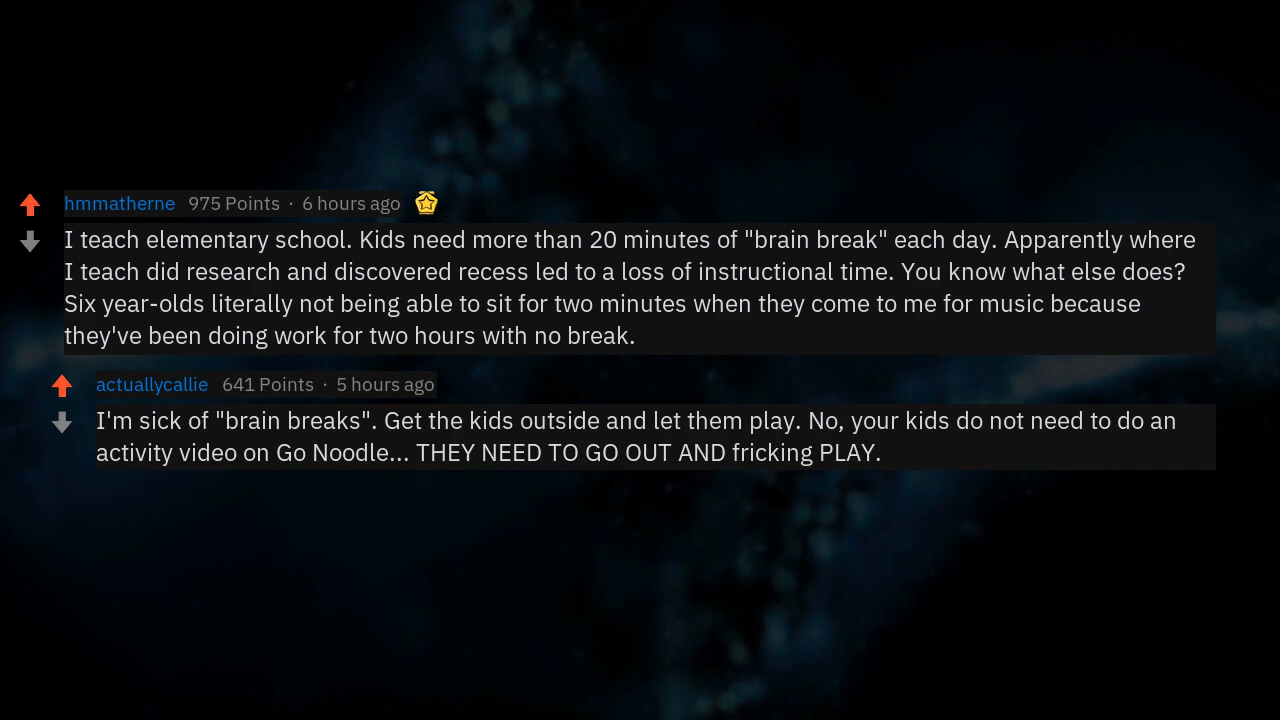 hmmatherne 975 Points · 6 hours ago
I teach elementary school. Kids need more than 20 minutes of "brain break" each day. Apparently where
I teach did research and discovered recess led to a loss of instructional time. You know what else does?
Six year-olds literally not being able to sit for two minutes when they come to me for music because
they've been doing work for two hours with no break.
actuallycallie 641 Points · 5 hours ago
I'm sick of "brain breaks". Get the kids outside and let them play. No, your kids do not need to do an
activity video on Go Noodle... THEY NEED TO GO OUT AND fricking PLAY.